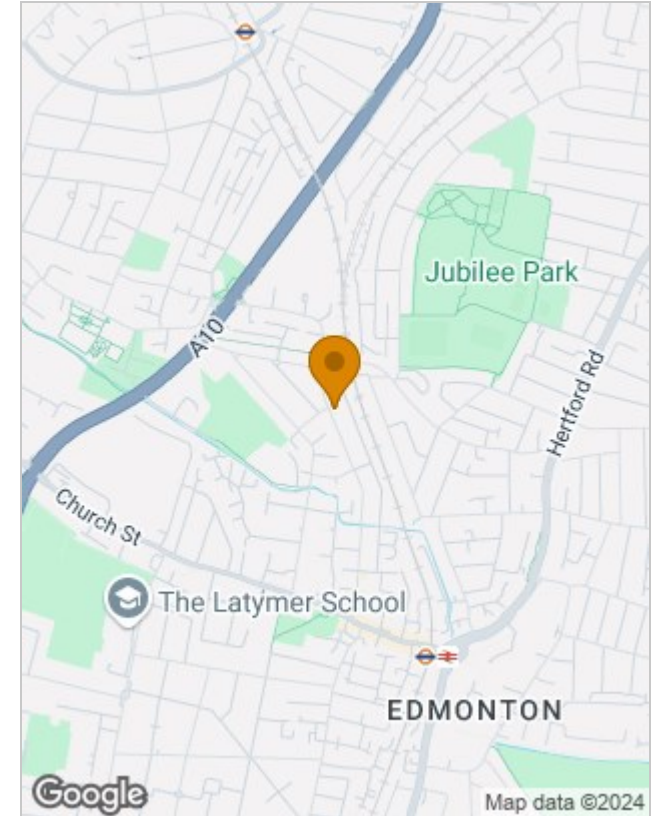 Jubilee Park
A10
Hertford Rd
Church St
The Latymer School
EDMONTON
Google
Map data ©2024